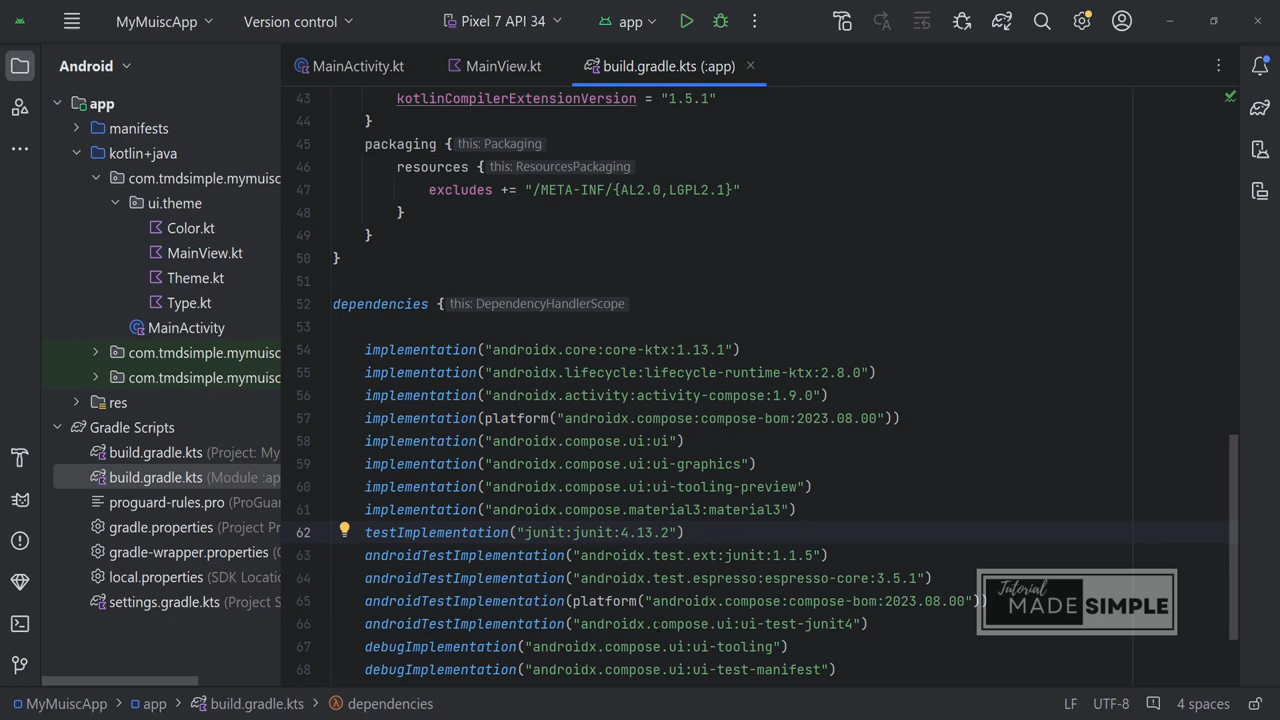 MyMuiscApp
Version control
Pixel 7 API 34
app
Android
MainActivity.kt
MainView.kt
build.gradle.kts (:app)
app
manifests
kotlin+java
com.tmdsimple.mymuisc
ui.theme
Color.kt
MainView.kt
Theme.kt
Type.kt
MainActivity
com.tmdsimple.mymuisc
com.tmdsimple.mymuisc
res
Gradle Scripts
build.gradle.kts (Project: My
build.gradle.kts (Module :ap
proguard-rules.pro (ProGua
gradle.properties (Project P
gradle-wrapper.properties
local.properties (SDK Locatio
settings.gradle.kts (Project S
43 kotlinCompilerExtensionVersion = "1.5.1"
44 }
45 packaging { this: Packaging
46 resources { this: ResourcesPackaging
47 excludes += "/META-INF/{AL2.0,LGPL2.1}"
48 }
49 }
50 }
51
52 dependencies { this: DependencyHandlerScope
53
54 implementation("androidx.core:core-ktx:1.13.1")
55 implementation("androidx.lifecycle:lifecycle-runtime-ktx:2.8.0")
56 implementation("androidx.activity:activity-compose:1.9.0")
57 implementation(platform("androidx.compose:compose-bom:2023.08.00"))
58 implementation("androidx.compose.ui:ui")
59 implementation("androidx.compose.ui:ui-graphics")
60 implementation("androidx.compose.ui:ui-tooling-preview")
61 implementation("androidx.compose.material3:material3")
62 testImplementation("junit:junit:4.13.2")
63 androidTestImplementation("androidx.test.ext:junit:1.1.5")
64 androidTestImplementation("androidx.test.espresso:espresso-core:3.5.1")
65 androidTestImplementation(platform("androidx.compose:compose-bom:2023.08.00"))
66 androidTestImplementation("androidx.compose.ui:ui-test-junit4")
67 debugImplementation("androidx.compose.ui:ui-tooling")
68 debugImplementation("androidx.compose.ui:ui-test-manifest")
Tutorial
MADE SIMPLE
MyMuiscApp > app > build.gradle.kts > dependencies
LF UTF-8 4 spaces